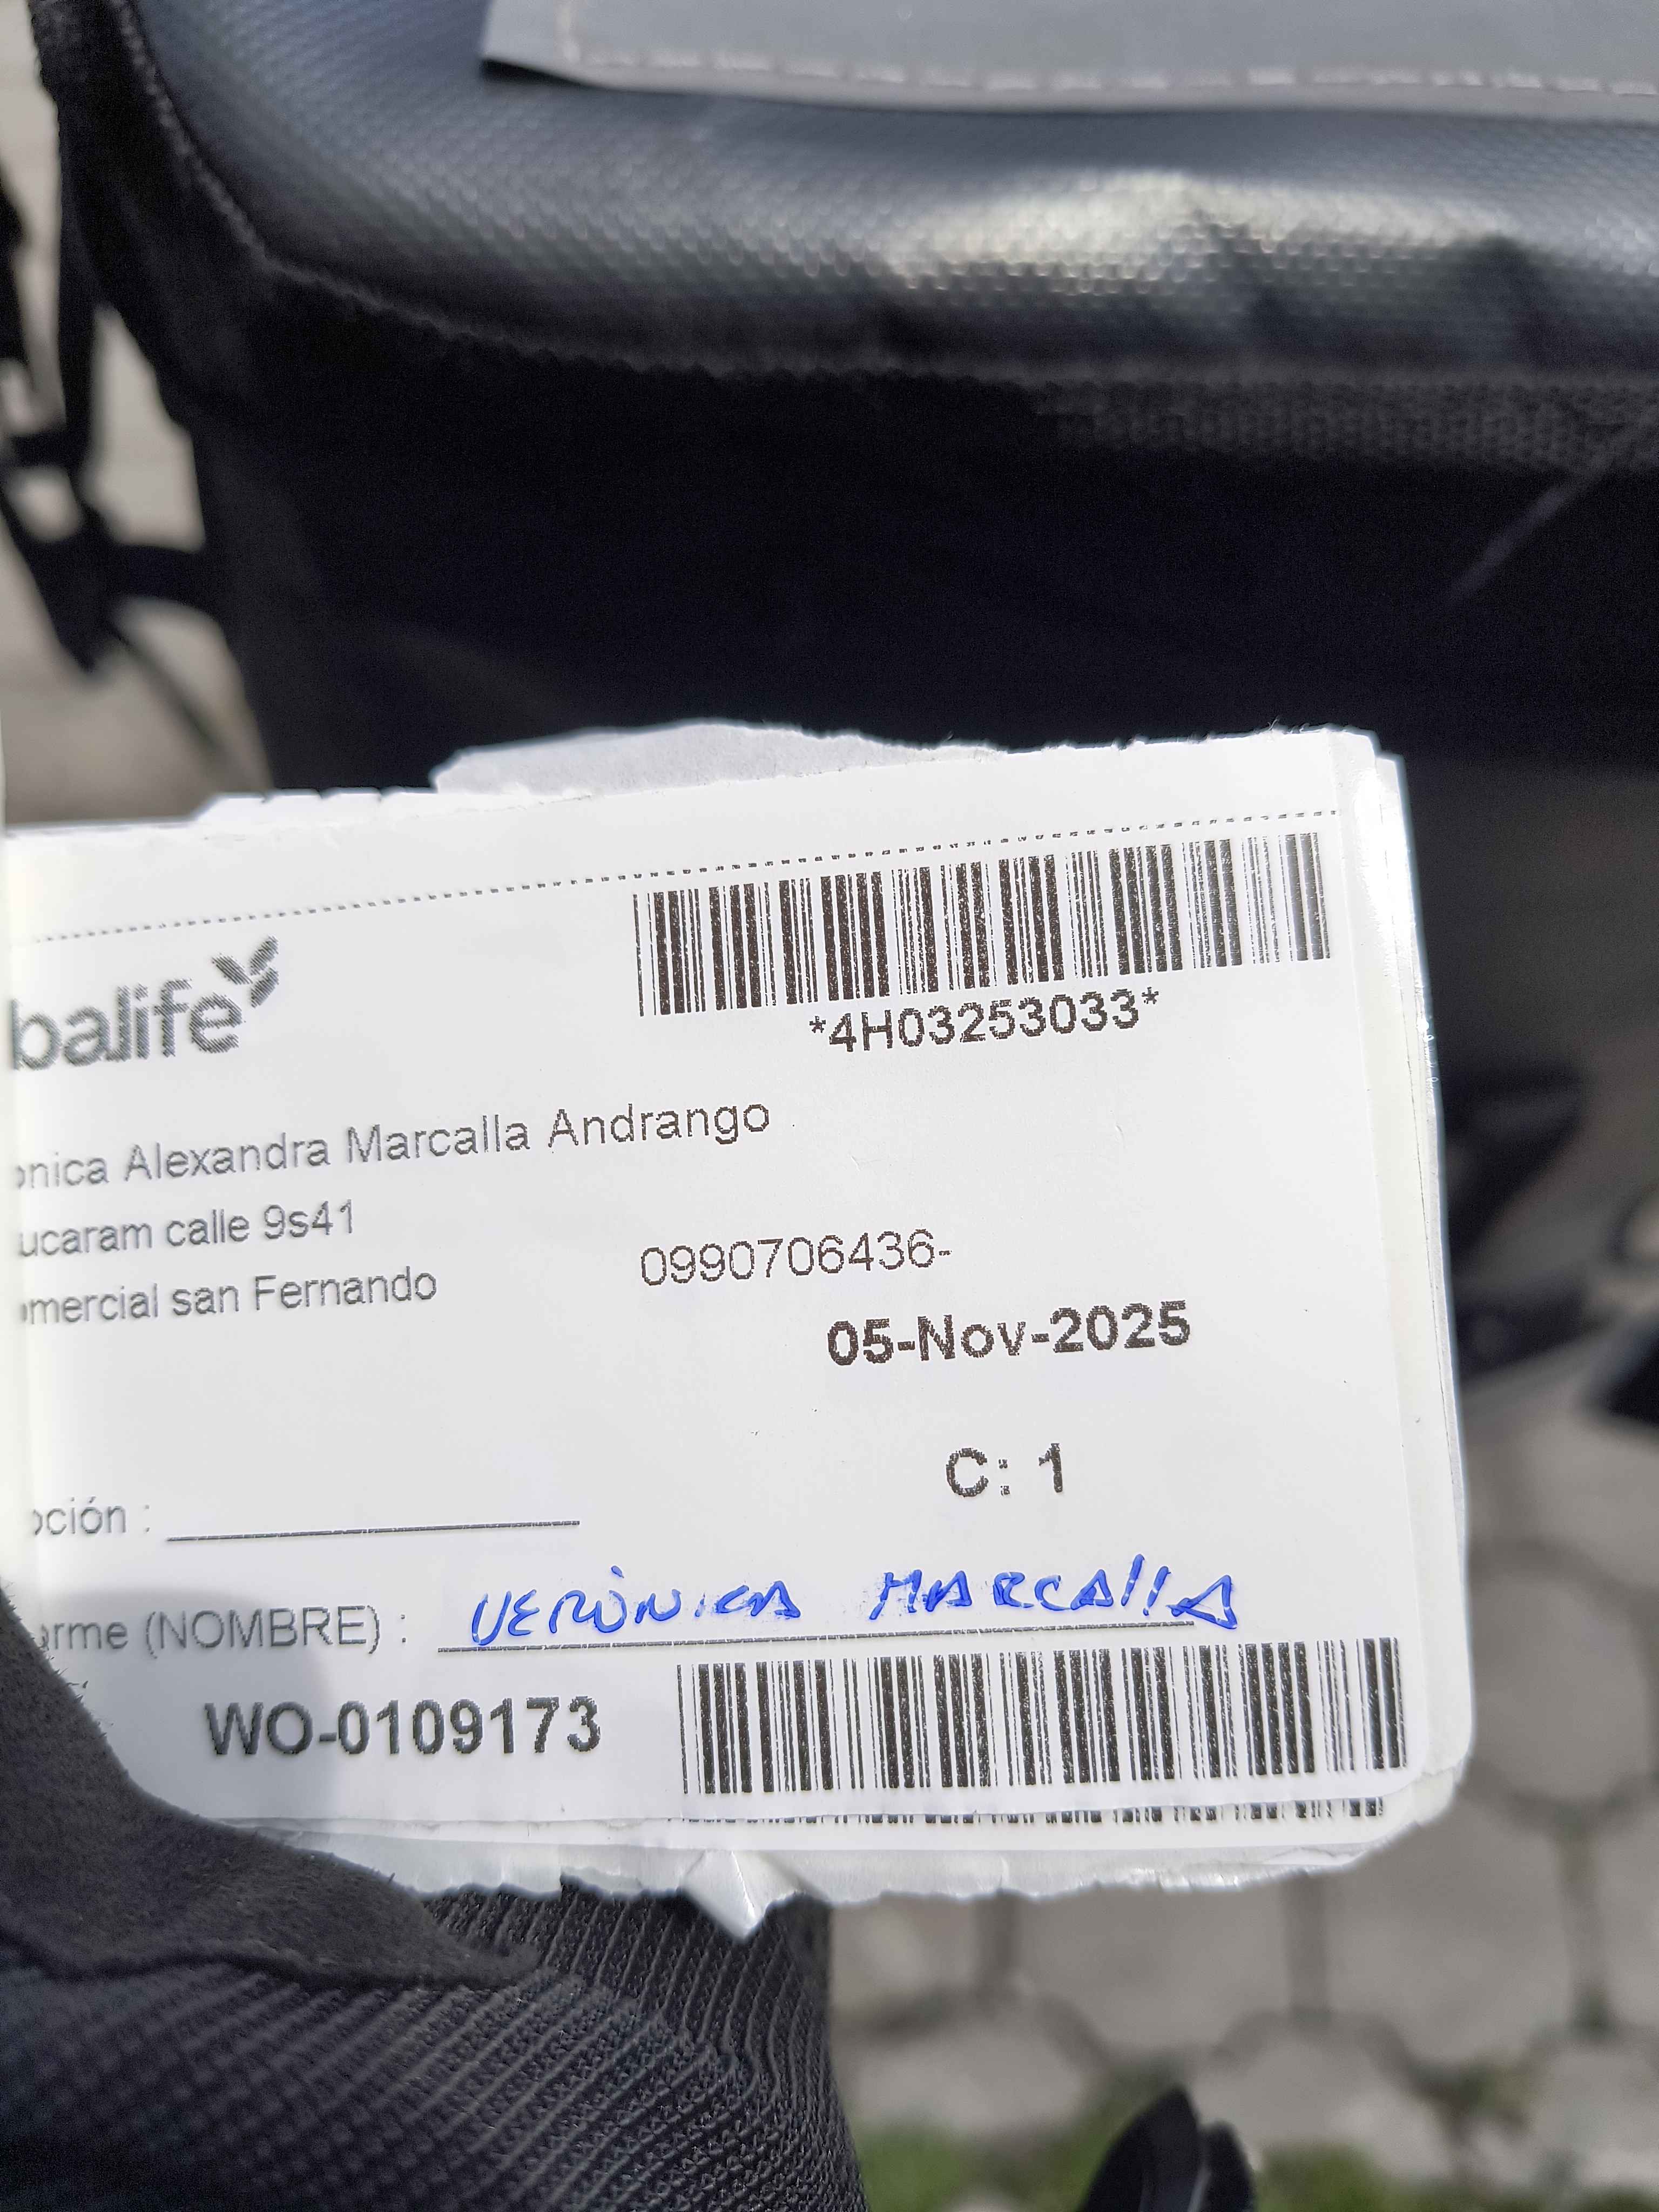 balife
*4H03253033*
onica Alexandra Marcalla Andrango
ucaram calle 9s41
0990706436-
omercial san Fernando
05-Nov-2025
C: 1
pción :
arme (NOMBRE) : VERÓNICA MARCAllA
WO-0109173